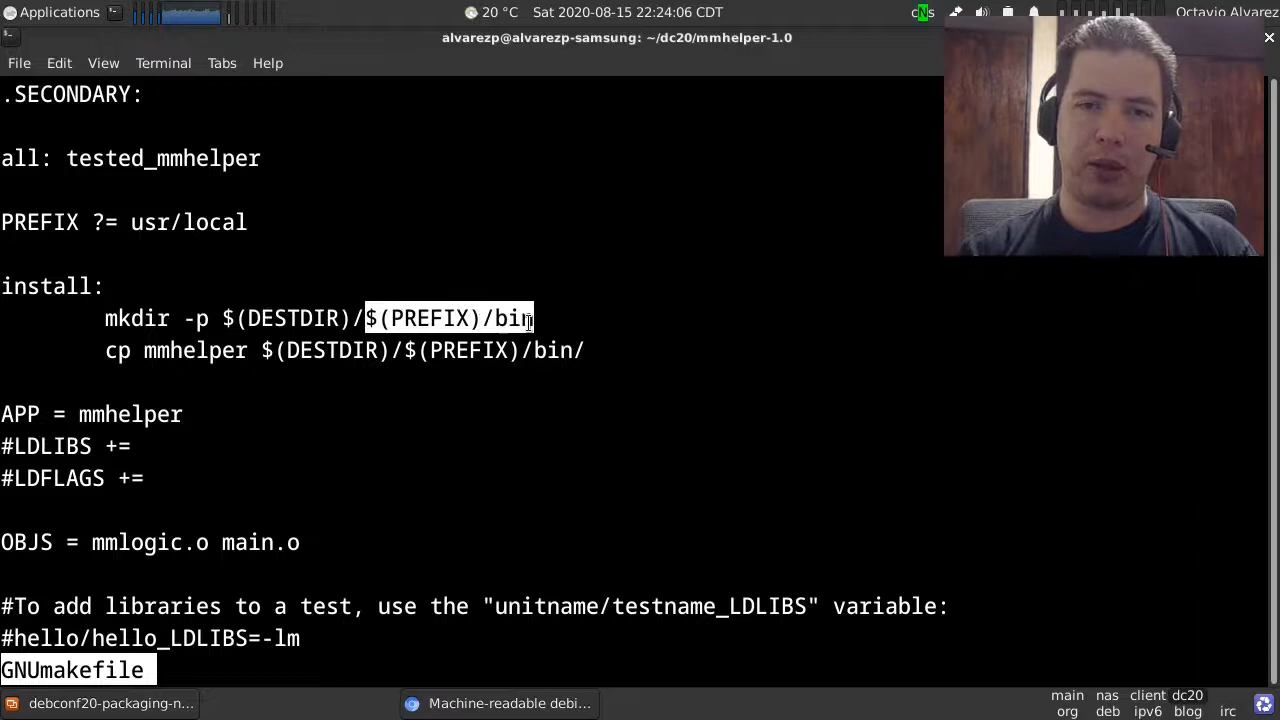 Applications
20 °C Sat 2020-08-15 22:24:06 CDT
Octavio Alvarez
alvarezp@alvarezp-samsung: ~/dc20/mmhelper-1.0
File Edit View Terminal Tabs Help
.SECONDARY:
all: tested_mmhelper
PREFIX ?= usr/local
install:
mkdir -p $(DESTDIR)/$(PREFIX)/bin
cp mmhelper $(DESTDIR)/$(PREFIX)/bin/
APP = mmhelper
#LDLIBS +=
#LDFLAGS +=
OBJS = mmlogic.o main.o
#To add libraries to a test, use the "unitname/testname_LDLIBS" variable:
#hello/hello_LDLIBS=-lm
GNUmakefile
debconf20-packaging-n... Machine-readable debi... main nas client dc20
org deb ipv6 blog irc